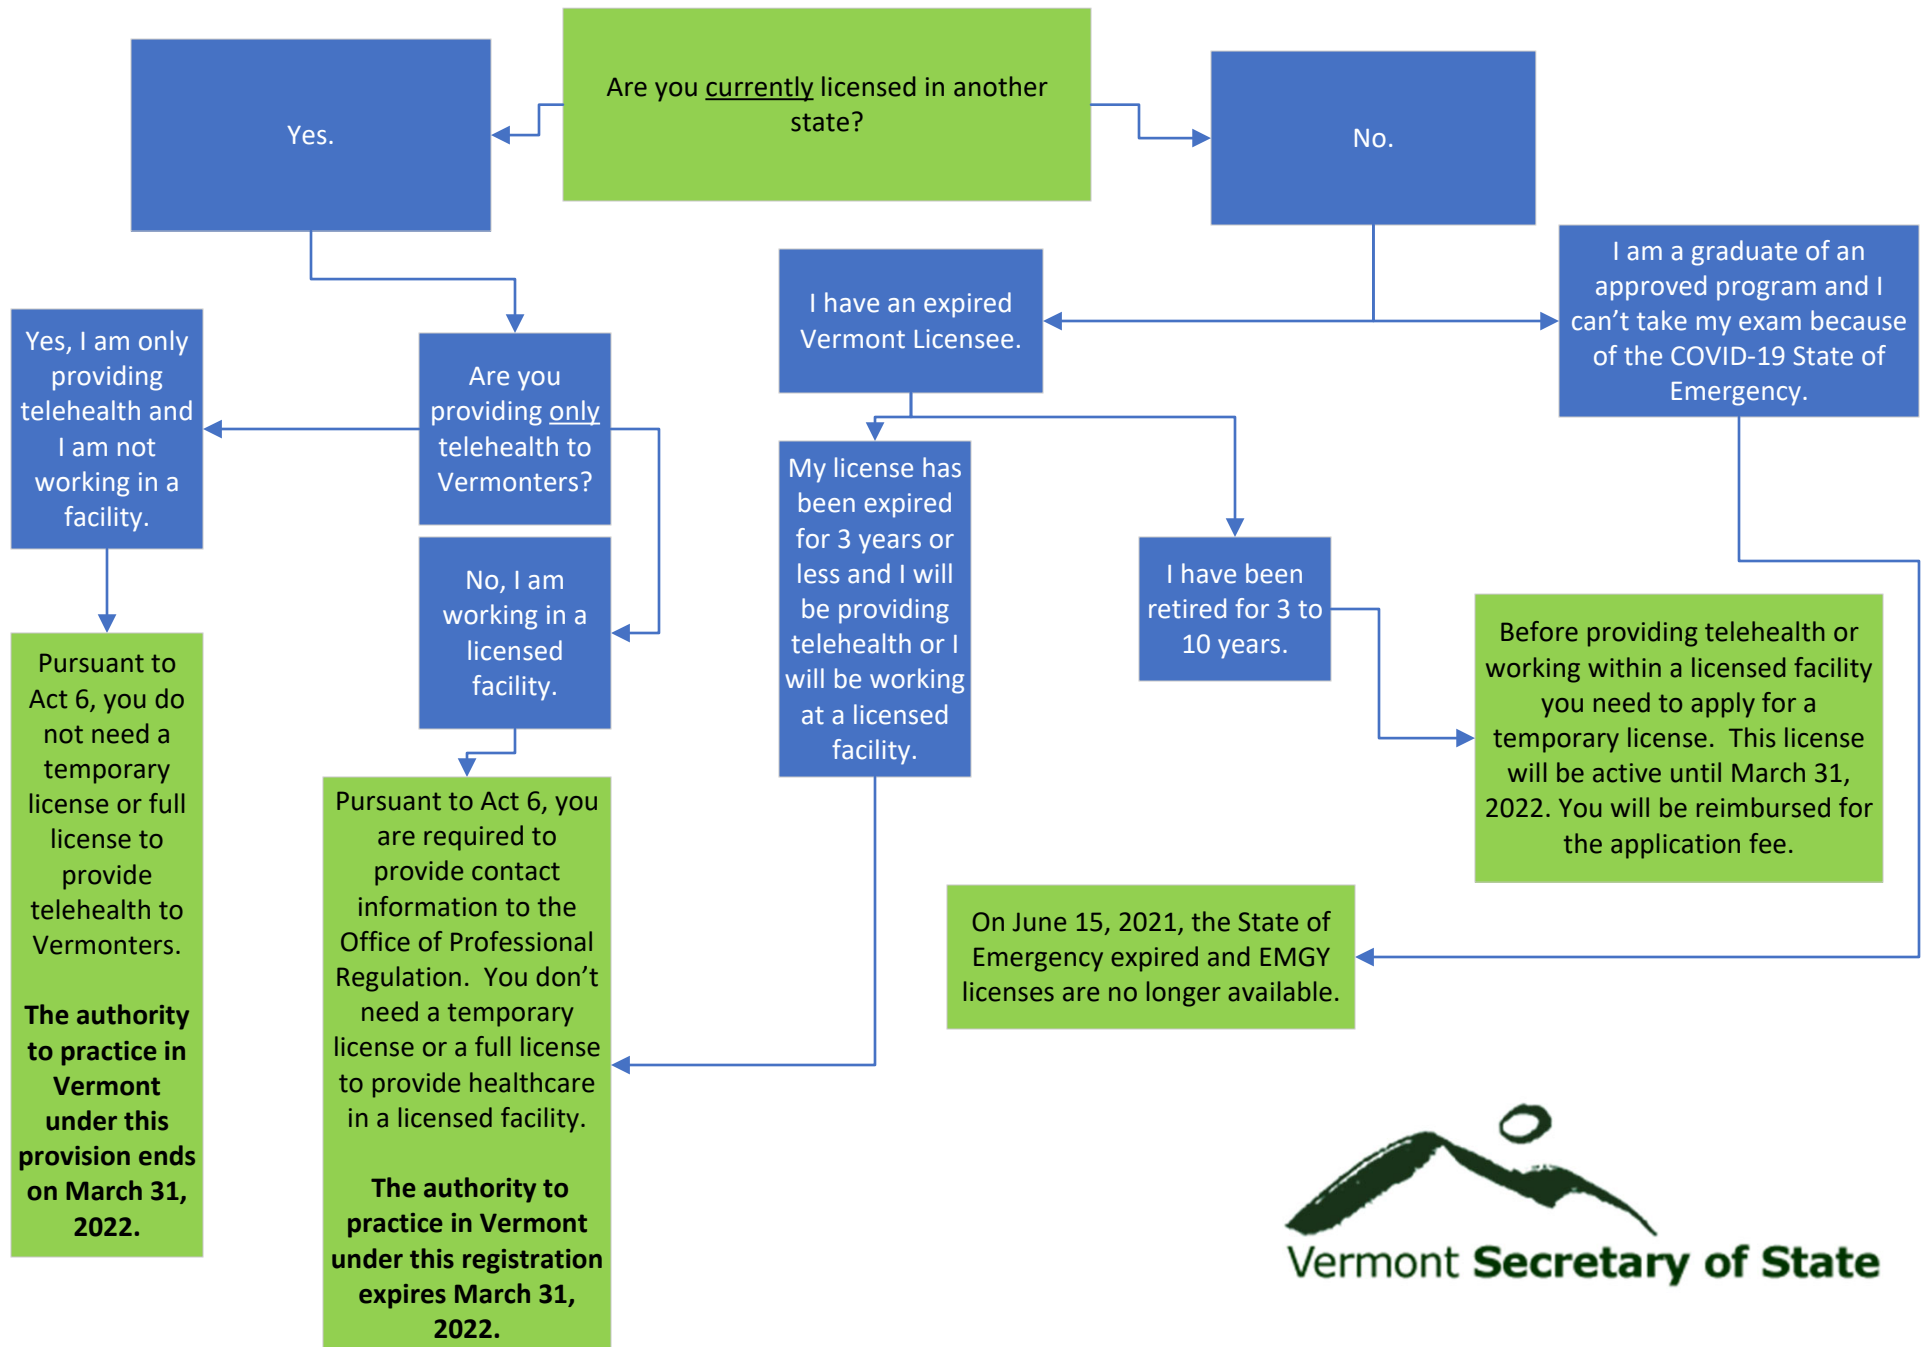 Are you currently licensed in another
state?
Yes.
No.
I am a graduate of an
approved program and I
can’t take my exam because
of the COVID-19 State of
Emergency.
I have an expired
Vermont Licensee.
Yes, I am only
providing
telehealth and
I am not
working in a
facility.
Are you
providing only
telehealth to
Vermonters?
My license has
been expired
for 3 years or
less and I will
be providing
telehealth or I
will be working
at a licensed
facility.
No, I am
working in a
licensed
facility.
I have been
retired for 3 to
10 years.
Before providing telehealth or
working within a licensed facility
you need to apply for a
temporary license.  This license
will be active until March 31,
2022. You will be reimbursed for
the application fee.
Pursuant to
Act 6, you do
not need a
temporary
license or full
license to
provide
telehealth to
Vermonters.
The authority
to practice in
Vermont
under this
provision ends
on March 31,
2022.
Pursuant to Act 6, you
are required to
provide contact
information to the
Office of Professional
Regulation.  You don’t
need a temporary
license or a full license
to provide healthcare
in a licensed facility.
The authority to
practice in Vermont
under this registration
expires March 31,
2022.
On June 15, 2021, the State of
Emergency expired and EMGY
licenses are no longer available.
Vermont Secretary of State